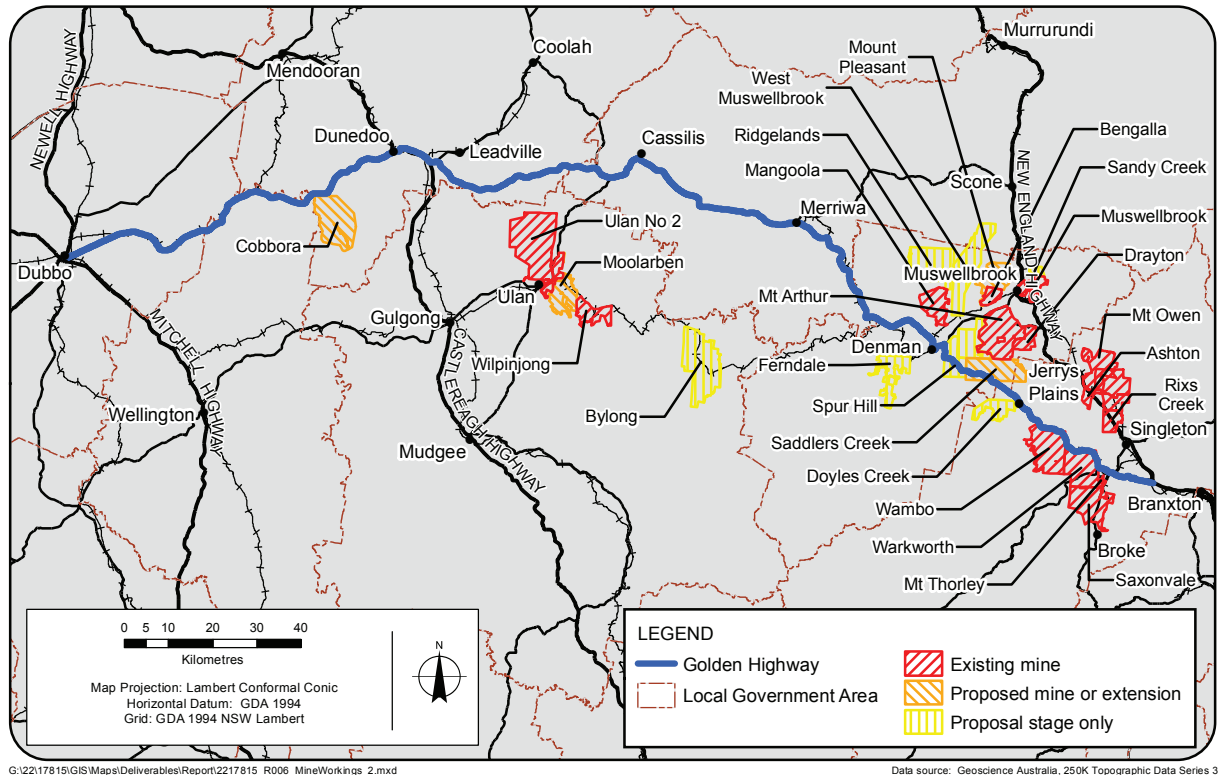 Murrurundi
Mount
Pleasant
Coolah
NEWELL HIGHWAY
Mendooran
West
Muswellbrook
Bengalla
Dunedoo
Leadville
Cassilis
Ridgelands
Sandy Creek
Mangoola
Scone
NEW ENGLAND HIGHWAY
Merriwa
Muswellbrook
Ulan No 2
Cobbora
Drayton
Dubbo
Moolarben
Muswellbrook
Mt Arthur
Ulan
Mt Owen
MITCHELL HIGHWAY
Gulgong
CASTLEREAGH HIGHWAY
Denman
Ashton
Wilpinjong
Ferndale
Jerrys
Plains
Rixs
Creek
Wellington
Bylong
Spur Hill
Singleton
Mudgee
Saddlers Creek
Doyles Creek
Wambo
Branxton
Warkworth
Broke
Mt Thorley
Saxonvale
0 5 10 20 30 40
Kilometres
N
Map Projection: Lambert Conformal Conic
Horizontal Datum: GDA 1994
Grid: GDA 1994 NSW Lambert
LEGEND
Golden Highway
Local Government Area
Existing mine
Proposed mine or extension
Proposal stage only
G:\22\17815\GIS\Maps\Deliverables\Report\2217815_R006_MineWorkings_2.mxd
Data source: Geoscience Australia, 250K Topographic Data Series 3